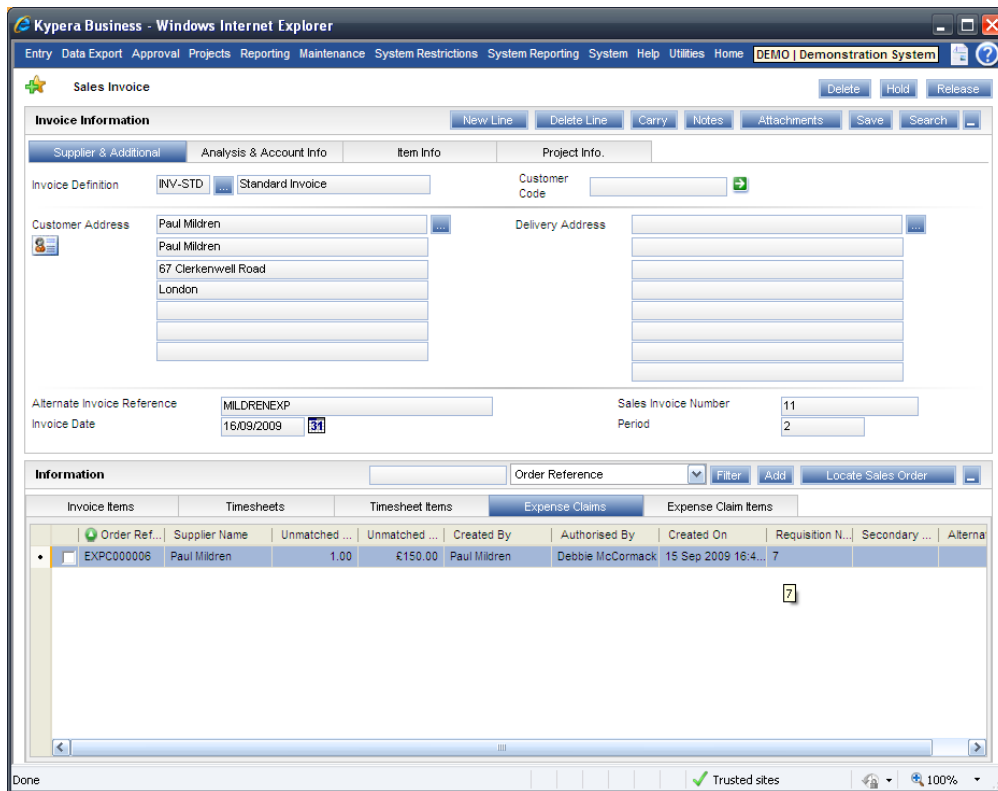 Kypera Business - Windows Internet Explorer
Entry Data Export Approval Projects Reporting Maintenance System Restrictions System Reporting System Help Utilities Home DEMO | Demonstration System
Sales Invoice Delete Hold Release
Invoice Information New Line Delete Line Carry Notes Attachments Save Search
Supplier & Additional Analysis & Account Info Item Info Project Info.
Invoice Definition INV-STD ... Standard Invoice Customer Code
Customer Address Paul Mildren ... Delivery Address ...
Paul Mildren
67 Clerkenwell Road
London
Alternate Invoice Reference MILDRENEXP Sales Invoice Number 11
Invoice Date 16/09/2009 31 Period 2
Information Order Reference Filter Add Locate Sales Order
Invoice Items Timesheets Timesheet Items Expense Claims Expense Claim Items
Order Ref... Supplier Name Unmatched ... Unmatched ... Created By Authorised By Created On Requisition N... Secondary ... Alterna
EXPC000006 Paul Mildren 1.00 £150.00 Paul Mildren Debbie McCormack 15 Sep 2009 16:4... 7
7
Done Trusted sites 100%